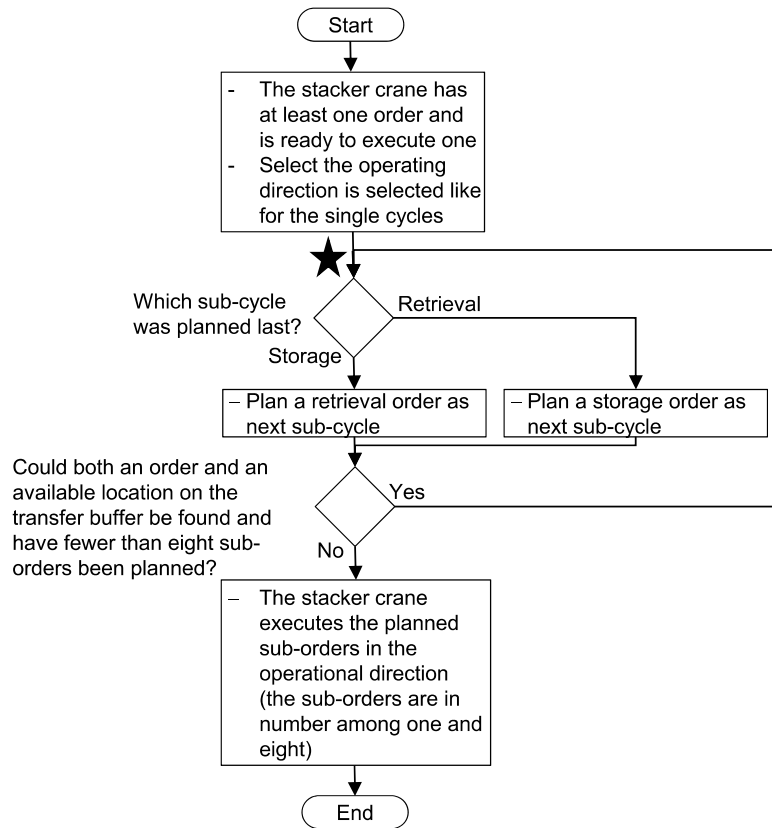 Start
- The stacker crane has
at least one order and
is ready to execute one
- Select the operating
direction is selected like
for the single cycles
Which sub-cycle
was planned last?
Retrieval
Storage
– Plan a retrieval order as
next sub-cycle
– Plan a storage order as
next sub-cycle
Could both an order and an
available location on the
transfer buffer be found and
have fewer than eight sub-
orders been planned?
Yes
No
– The stacker crane
executes the planned
sub-orders in the
operational direction
(the sub-orders are in
number among one and
eight)
End